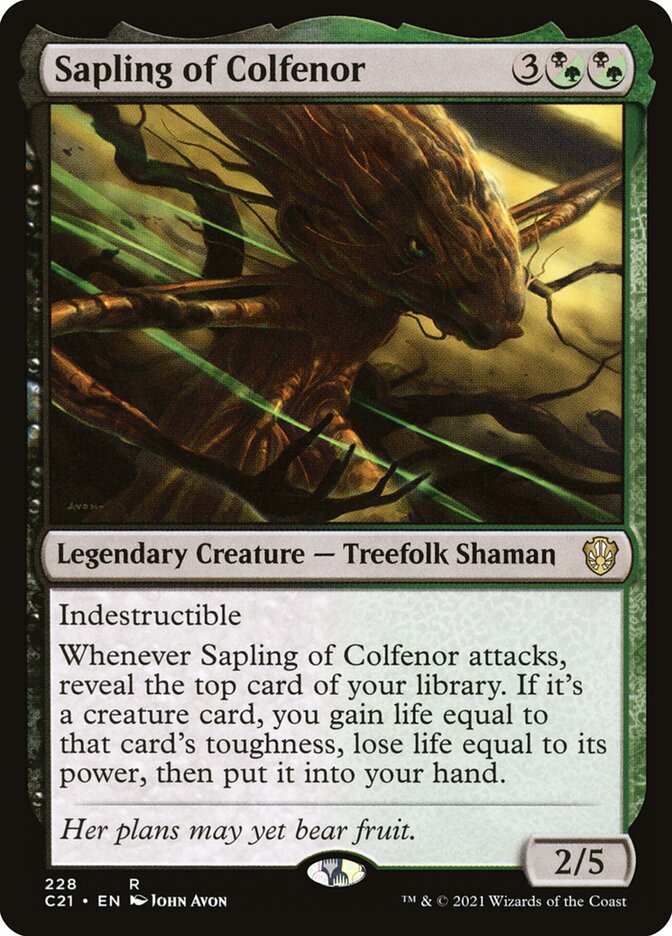 Sapling of Colfenor 3
AVON
Legendary Creature — Treefolk Shaman
Indestructible
Whenever Sapling of Colfenor attacks,
reveal the top card of your library. If it's
a creature card, you gain life equal to
that card's toughness, lose life equal to its
power, then put it into your hand.
Her plans may yet bear fruit.
2/5
228 R
C21 • EN John Avon ™ & © 2021 Wizards of the Coast